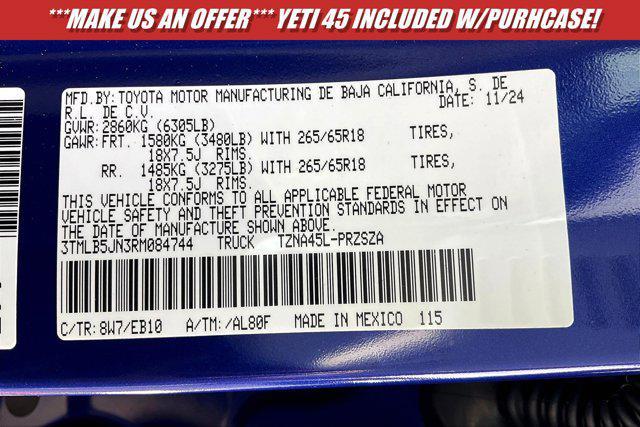 ***MAKE US AN OFFER*** YETI 45 INCLUDED W/PURHCASE!
MFD.BY:TOYOTA MOTOR MANUFACTURING DE BAJA CALIFORNIA, S. DE
R.L. DE C.V. DATE: 11/24
GVWR:2860KG (6305LB)
GAWR:FRT. 1580KG (3480LB) WITH 265/65R18 TIRES,
18X7.5J RIMS.
RR. 1485KG (3275LB) WITH 265/65R18 TIRES,
18X7.5J RIMS.
THIS VEHICLE CONFORMS TO ALL APPLICABLE FEDERAL MOTOR
VEHICLE SAFETY AND THEFT PREVENTION STANDARDS IN EFFECT ON
THE DATE OF MANUFACTURE SHOWN ABOVE.
3TMLB5JN3RM084744 TRUCK TZNA45L-PRZSZA
C/TR:8W7/EB10 A/TM:/AL80F MADE IN MEXICO 115